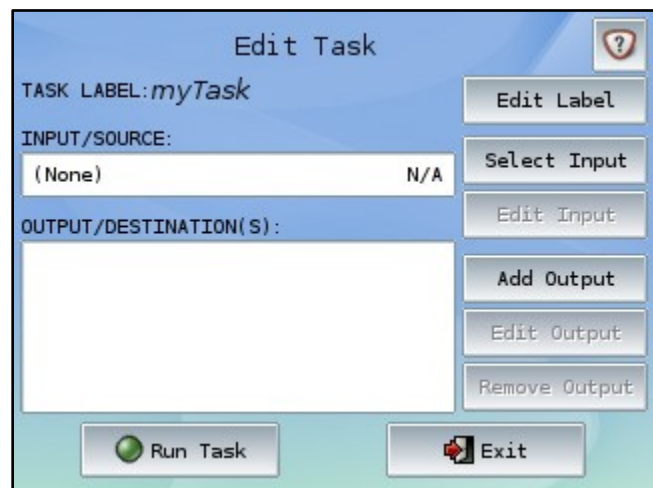 Edit Task
?
TASK LABEL:myTask
Edit Label
INPUT/SOURCE:
(None) N/A
Select Input
Edit Input
OUTPUT/DESTINATION(S):
Add Output
Edit Output
Remove Output
Run Task
Exit